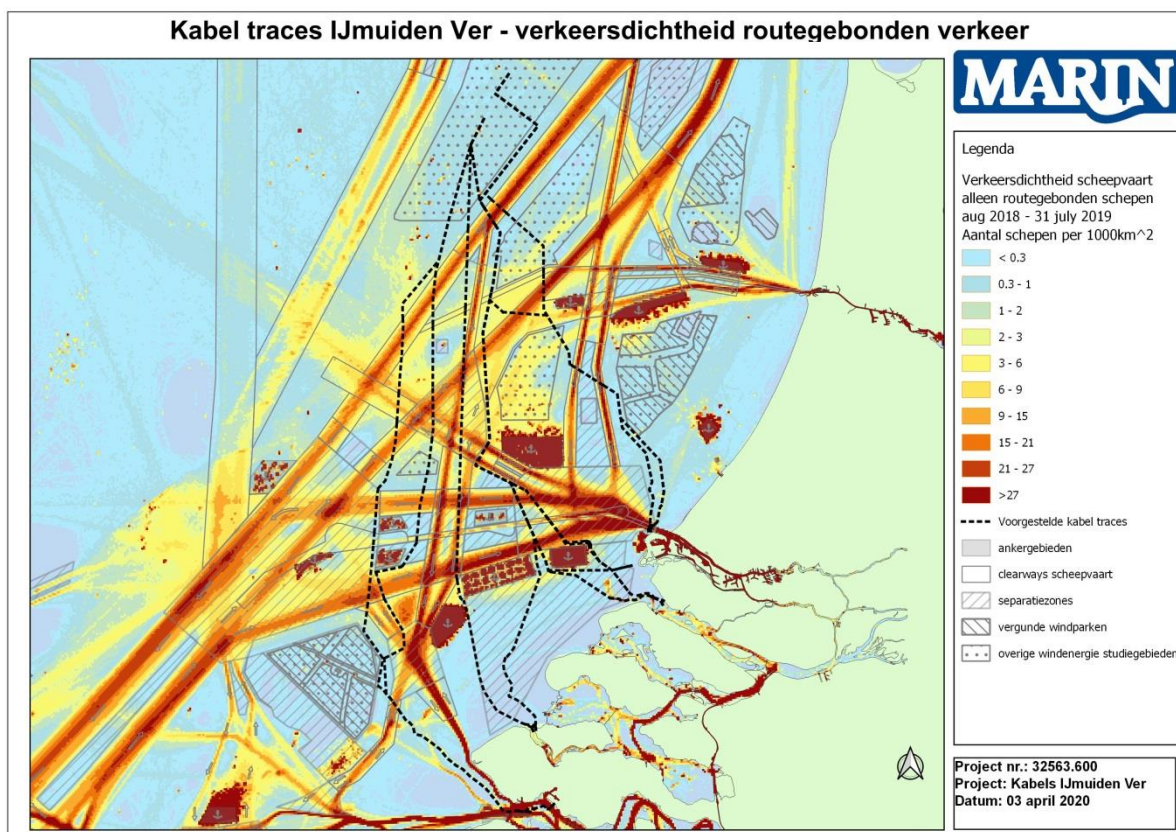 Kabel traces IJmuiden Ver - verkeersdichtheid routegebonden verkeer
MARIN
Legenda
Verkeersdichtheid scheepvaart
alleen routegebonden schepen
aug 2018 - 31 july 2019
Aantal schepen per 1000km^2
< 0.3
0.3 - 1
1 - 2
2 - 3
3 - 6
6 - 9
9 - 15
15 - 21
21 - 27
>27
Voorgestelde kabel traces
ankergebieden
clearways scheepvaart
separatiezones
vergunde windparken
overige windenergie studiegebieden
Project nr.: 32563.600
Project: Kabels IJmuiden Ver
Datum: 03 april 2020